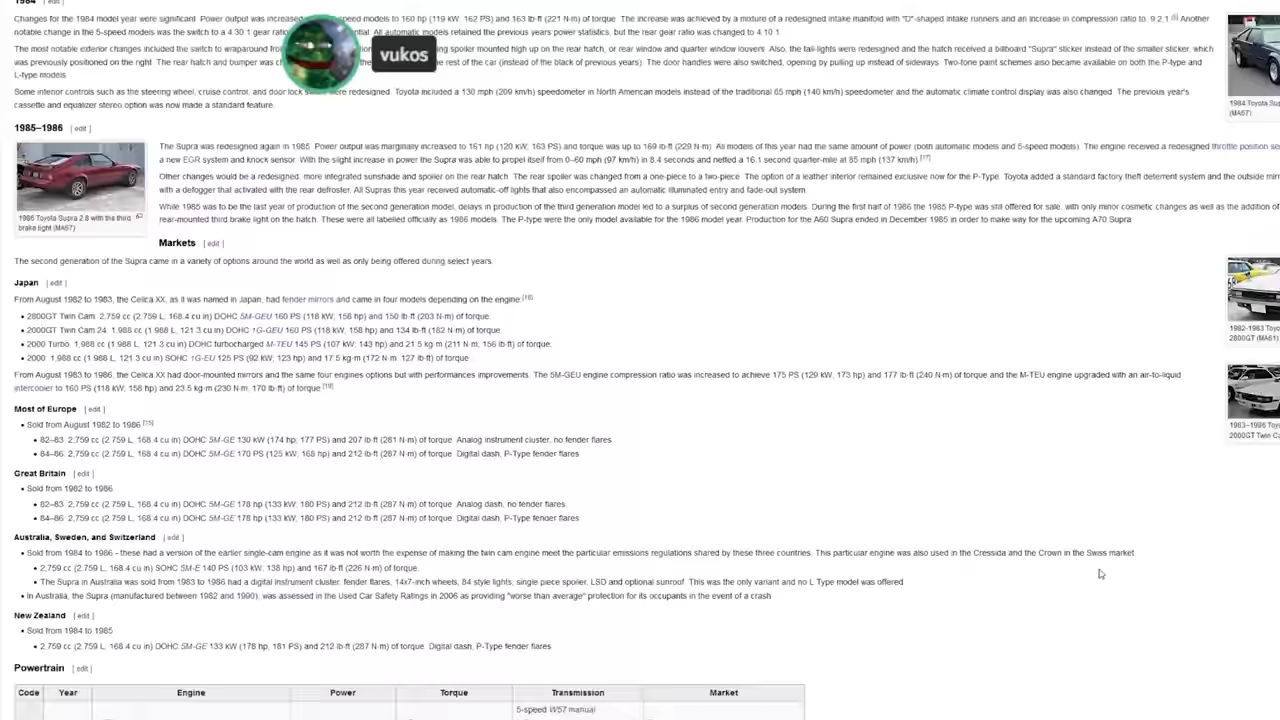 1984
Changes for the 1984 model year were significant. Power output was increased speed models to 160 hp (119 kW; 162 PS) and 163 lb·ft (221 N·m) of torque. The increase was achieved by a mixture of a redesigned intake manifold with "D"-shaped intake runners and an increase in compression ratio to 9.2:1. Another
notable change in the 5-speed models was the switch to a 4.30:1 gear ratio All automatic models retained the previous years power statistics, but the rear gear ratio was changed to 4.10:1.
The most notable exterior changes included the switch to wraparound front spoiler mounted high up on the rear hatch, or rear window and quarter window louvers. Also, the tail-lights were redesigned and the hatch received a billboard "Supra" sticker instead of the smaller sticker, which
was previously positioned on the right. The rear hatch and bumper was rest of the car (instead of the black of previous years). The door handles were also switched, opening by pulling up instead of sideways. Two-tone paint schemes also became available on both the P-type and
L-type models.
Some interior controls such as the steering wheel, cruise control, and door lock switch were redesigned. Toyota included a 130 mph (209 km/h) speedometer in North American models instead of the traditional 85 mph (140 km/h) speedometer and the automatic climate control display was also changed. The previous year's
cassette and equalizer stereo option was now made a standard feature.
vukos
1984 Toyota Su
(MA67)
1985–1986 [ edit ]
The Supra was redesigned again in 1985. Power output was marginally increased to 161 hp (120 kW; 163 PS) and torque was up to 169 lb·ft (229 N·m). All models of this year had the same amount of power (both automatic models and 5-speed models). The engine received a redesigned throttle position se
a new EGR system and knock sensor. With the slight increase in power the Supra was able to propel itself from 0–60 mph (97 km/h) in 8.4 seconds and netted a 16.1 second quarter-mile at 85 mph (137 km/h).[17]
Other changes would be a redesigned, more integrated sunshade and spoiler on the rear hatch. The rear spoiler was changed from a one-piece to a two-piece. The option of a leather interior remained exclusive now for the P-Type. Toyota added a standard factory theft deterrent system and the outside mirr
with a defogger that activated with the rear defroster. All Supras this year received automatic-off lights that also encompassed an automatic illuminated entry and fade-out system.
While 1985 was to be the last year of production of the second generation model, delays in production of the third generation model led to a surplus of second generation models. During the first half of 1986 the 1985 P-type was still offered for sale, with only minor cosmetic changes as well as the addition of
rear-mounted third brake light on the hatch. These were all labelled officially as 1986 models. The P-type were the only model available for the 1986 model year. Production for the A60 Supra ended in December 1985 in order to make way for the upcoming A70 Supra.
1986 Toyota Supra 2.8 with the third
brake light (MA67)
Markets [ edit ]
The second generation of the Supra came in a variety of options around the world as well as only being offered during select years.
Japan [ edit ]
From August 1982 to 1983, the Celica XX, as it was named in Japan, had fender mirrors and came in four models depending on the engine:[18]
• 2800GT Twin Cam: 2,759 cc (2.759 L; 168.4 cu in) DOHC 5M-GEU 160 PS (118 kW; 158 hp) and 150 lb·ft (203 N·m) of torque.
• 2000GT Twin Cam 24: 1,988 cc (1.988 L, 121.3 cu in) DOHC 1G-GEU 160 PS (118 kW; 158 hp) and 134 lb·ft (182 N·m) of torque
• 2000 Turbo: 1,988 cc (1.988 L, 121.3 cu in) DOHC turbocharged M-TEU 145 PS (107 kW; 143 hp) and 21.5 kg·m (211 N·m; 156 lb·ft) of torque.
• 2000: 1,988 cc (1.988 L, 121.3 cu in) SOHC 1G-EU 125 PS (92 kW; 123 hp) and 17.5 kg·m (172 N·m; 127 lb·ft) of torque
From August 1983 to 1986, the Celica XX had door-mounted mirrors and the same four engines options but with performances improvements. The 5M-GEU engine compression ratio was increased to achieve 175 PS (129 kW; 173 hp) and 177 lb·ft (240 N·m) of torque and the M-TEU engine upgraded with an air-to-liquid
intercooler to 160 PS (118 kW; 158 hp) and 23.5 kg·m (230 N·m; 170 lb·ft) of torque.[19]
1982-1983 Toy
2800GT (MA61)
1983–1986 Toyo
2000GT Twin Ca
Most of Europe [ edit ]
• Sold from August 1982 to 1986.[15]
• 82–83: 2,759 cc (2.759 L, 168.4 cu in) DOHC 5M-GE 130 kW (174 hp; 177 PS) and 207 lb·ft (281 N·m) of torque. Analog instrument cluster, no fender flares
• 84–86: 2,759 cc (2.759 L, 168.4 cu in) DOHC 5M-GE 170 PS (125 kW; 168 hp) and 212 lb·ft (287 N·m) of torque. Digital dash, P-Type fender flares
Great Britain [ edit ]
• Sold from 1982 to 1986.
• 82–83: 2,759 cc (2.759 L, 168.4 cu in) DOHC 5M-GE 178 hp (133 kW; 180 PS) and 212 lb·ft (287 N·m) of torque. Analog dash, no fender flares.
• 84–86: 2,759 cc (2.759 L, 168.4 cu in) DOHC 5M-GE 178 hp (133 kW; 180 PS) and 212 lb·ft (287 N·m) of torque. Digital dash, P-Type fender flares
Australia, Sweden, and Switzerland [ edit ]
• Sold from 1984 to 1986 - these had a version of the earlier single-cam engine as it was not worth the expense of making the twin cam engine meet the particular emissions regulations shared by these three countries. This particular engine was also used in the Cressida and the Crown in the Swiss market.
• 2,759 cc (2.759 L, 168.4 cu in) SOHC 5M-E 140 PS (103 kW; 138 hp) and 167 lb·ft (226 N·m) of torque.
• The Supra in Australia was sold from 1983 to 1986 had a digital instrument cluster, fender flares, 14x7-inch wheels, 84 style lights, single piece spoiler, LSD and optional sunroof. This was the only variant and no L Type model was offered
• In Australia, the Supra (manufactured between 1982 and 1990), was assessed in the Used Car Safety Ratings in 2006 as providing "worse than average" protection for its occupants in the event of a crash
New Zealand [ edit ]
• Sold from 1984 to 1985
• 2,759 cc (2.759 L, 168.4 cu in) DOHC 5M-GE 133 kW (178 hp; 181 PS) and 212 lb·ft (287 N·m) of torque. Digital dash, P-Type fender flares
Powertrain [ edit ]
Code Year Engine Power Torque Transmission Market
5-speed W57 manual